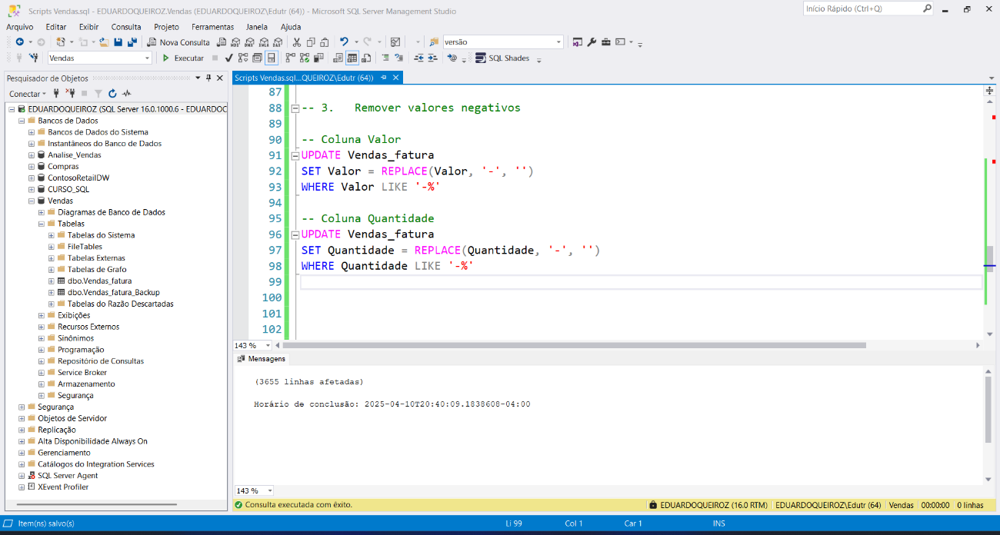 Scripts Vendas.sql - EDUARDOQUEIROZ.Vendas (EDUARDOQUEIROZ\Edutr (64)) - Microsoft SQL Server Management Studio
Início Rápido (Ctrl+Q)
Arquivo Editar Exibir Consulta Projeto Ferramentas Janela Ajuda
Nova Consulta
versão
Vendas
Executar
SQL Shades
Pesquisador de Objetos
Conectar
EDUARDOQUEIROZ (SQL Server 16.0.1000.6 - EDUARDOC
Bancos de Dados
Bancos de Dados do Sistema
Instantâneos do Banco de Dados
Analise_Vendas
Compras
ContosoRetailDW
CURSO_SQL
Vendas
Diagramas de Banco de Dados
Tabelas
Tabelas do Sistema
FileTables
Tabelas Externas
Tabelas de Grafo
dbo.Vendas_fatura
dbo.Vendas_fatura_Backup
Tabelas do Razão Descartadas
Exibições
Recursos Externos
Sinônimos
Programação
Repositório de Consultas
Service Broker
Armazenamento
Segurança
Segurança
Objetos de Servidor
Replicação
Alta Disponibilidade Always On
Gerenciamento
Catálogos do Integration Services
SQL Server Agent
XEvent Profiler
Scripts Vendas.sql...QUEIROZ\Edutr (64))
87
88 -- 3. Remover valores negativos
89
90 -- Coluna Valor
91 UPDATE Vendas_fatura
92 SET Valor = REPLACE(Valor, '-', '')
93 WHERE Valor LIKE '-%'
94
95 -- Coluna Quantidade
96 UPDATE Vendas_fatura
97 SET Quantidade = REPLACE(Quantidade, '-', '')
98 WHERE Quantidade LIKE '-%'
99
100
101
102
143 %
Mensagens
(3655 linhas afetadas)
Horário de conclusão: 2025-04-10T20:40:09.1838608-04:00
143 %
Consulta executada com êxito.
EDUARDOQUEIROZ (16.0 RTM) EDUARDOQUEIROZ\Edutr (64) Vendas 00:00:00 0 linhas
Item(ns) salvo(s)
Li 99 Col 1 Car 1 INS